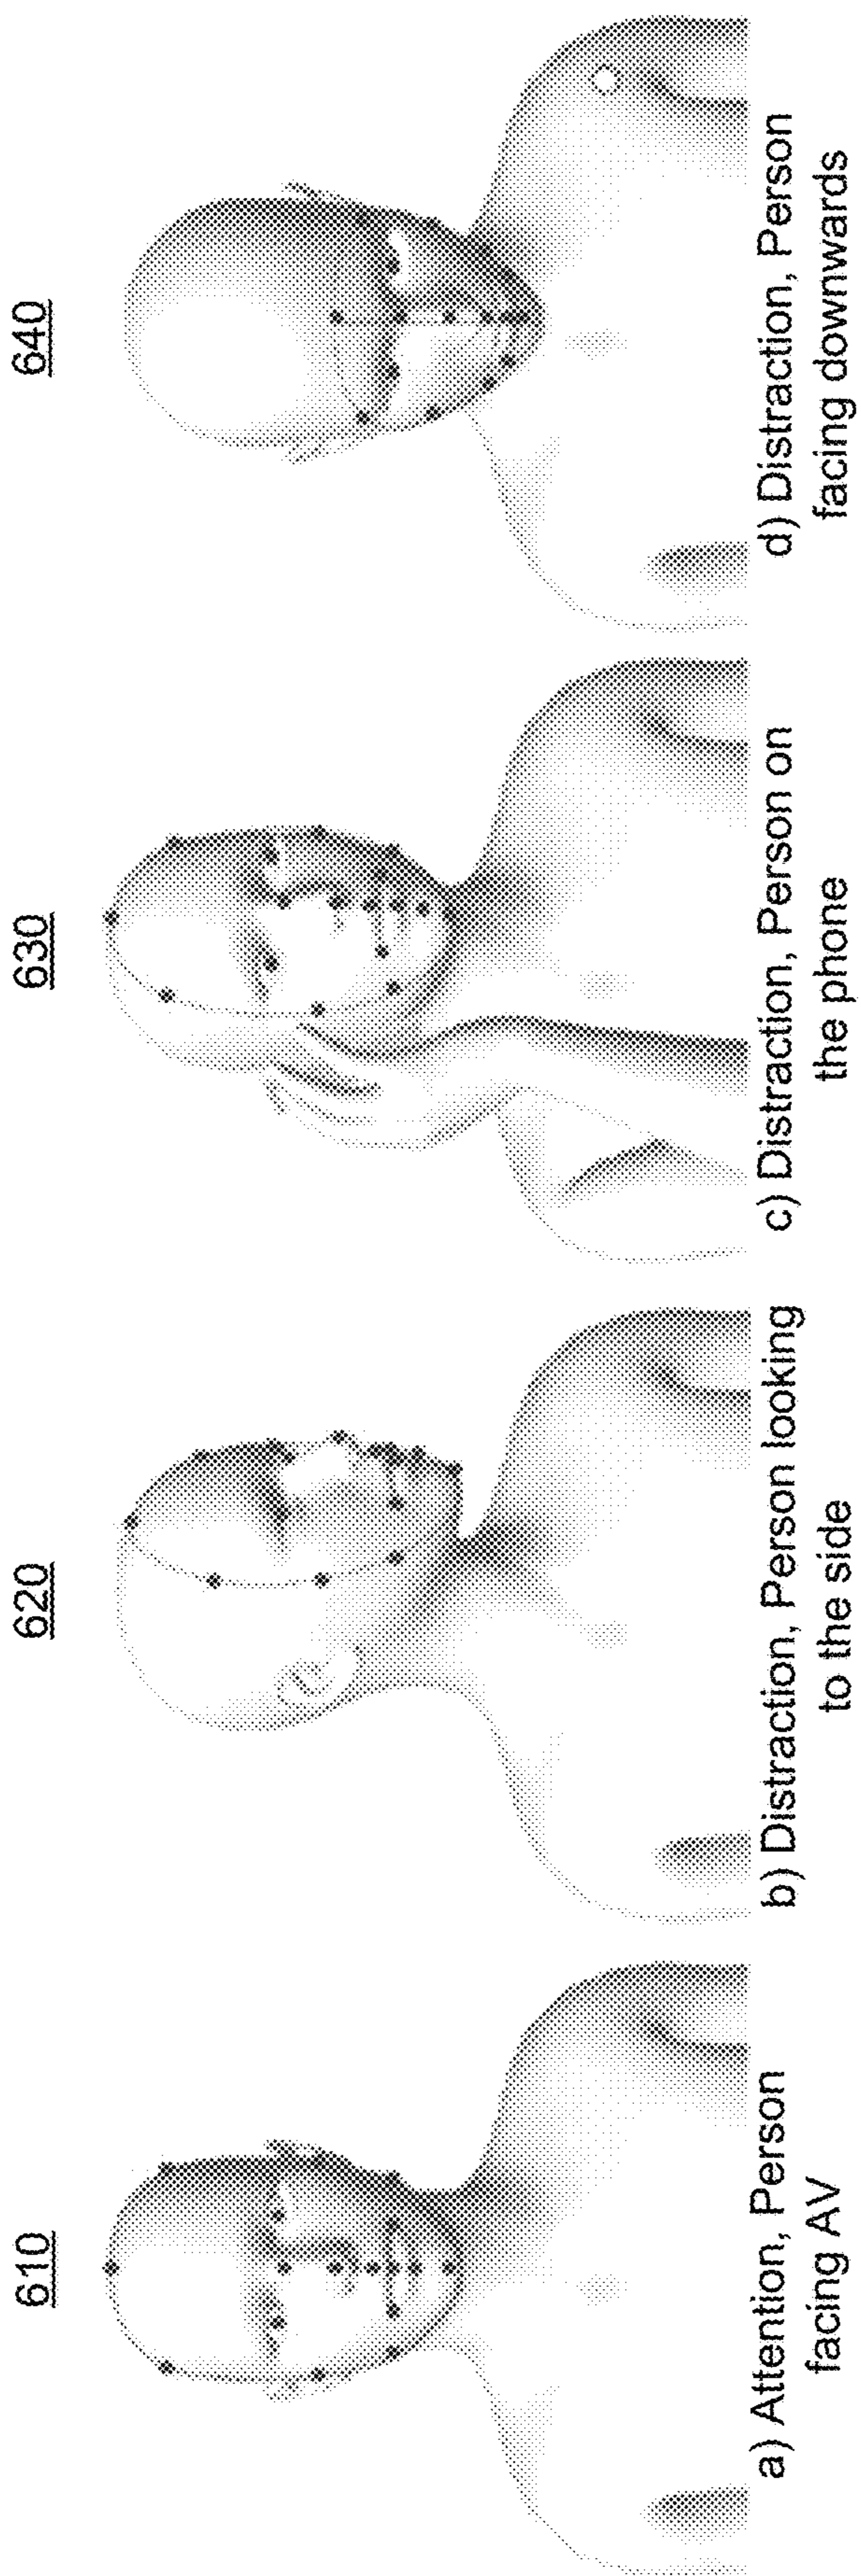 610
a) Attention, Person
facing AV
620
b) Distraction, Person looking
to the side
630
c) Distraction, Person on
the phone
640
d) Distraction, Person
facing downwards